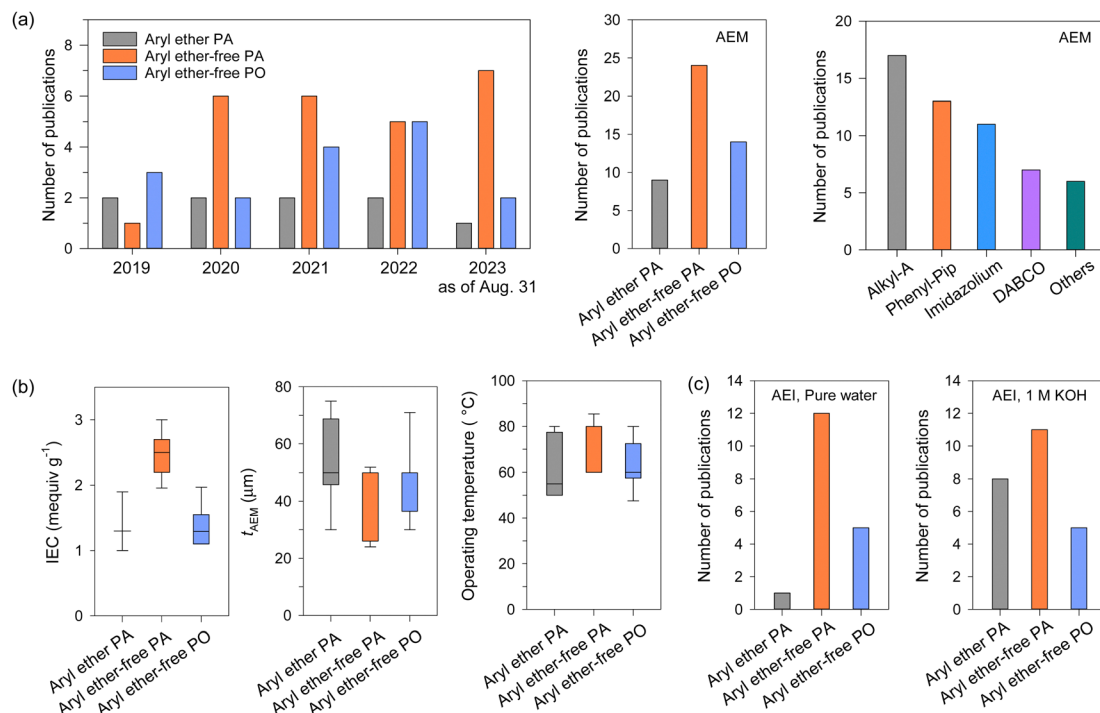 (a)
Number of publications
8
6
4
2
0
Aryl ether PA
Aryl ether-free PA
Aryl ether-free PO
2019
2020
2021
2022
2023
as of Aug. 31
Number of publications
30
25
20
15
10
5
0
AEM
Aryl ether PA
Aryl ether-free PA
Aryl ether-free PO
Number of publications
20
15
10
5
0
AEM
Alkyl-A
Phenyl-Pip
Imidazolium
DABCO
Others
(b)
IEC (mequiv g-1)
3
2
1
0
Aryl ether PA
Aryl ether-free PA
Aryl ether-free PO
tAEM (μm)
80
60
40
20
0
Aryl ether PA
Aryl ether-free PA
Aryl ether-free PO
Operating temperature ( °C)
100
80
60
40
20
0
Aryl ether PA
Aryl ether-free PA
Aryl ether-free PO
(c)
Number of publications
14
12
10
8
6
4
2
0
AEI, Pure water
Aryl ether PA
Aryl ether-free PA
Aryl ether-free PO
Number of publications
14
12
10
8
6
4
2
0
AEI, 1 M KOH
Aryl ether PA
Aryl ether-free PA
Aryl ether-free PO